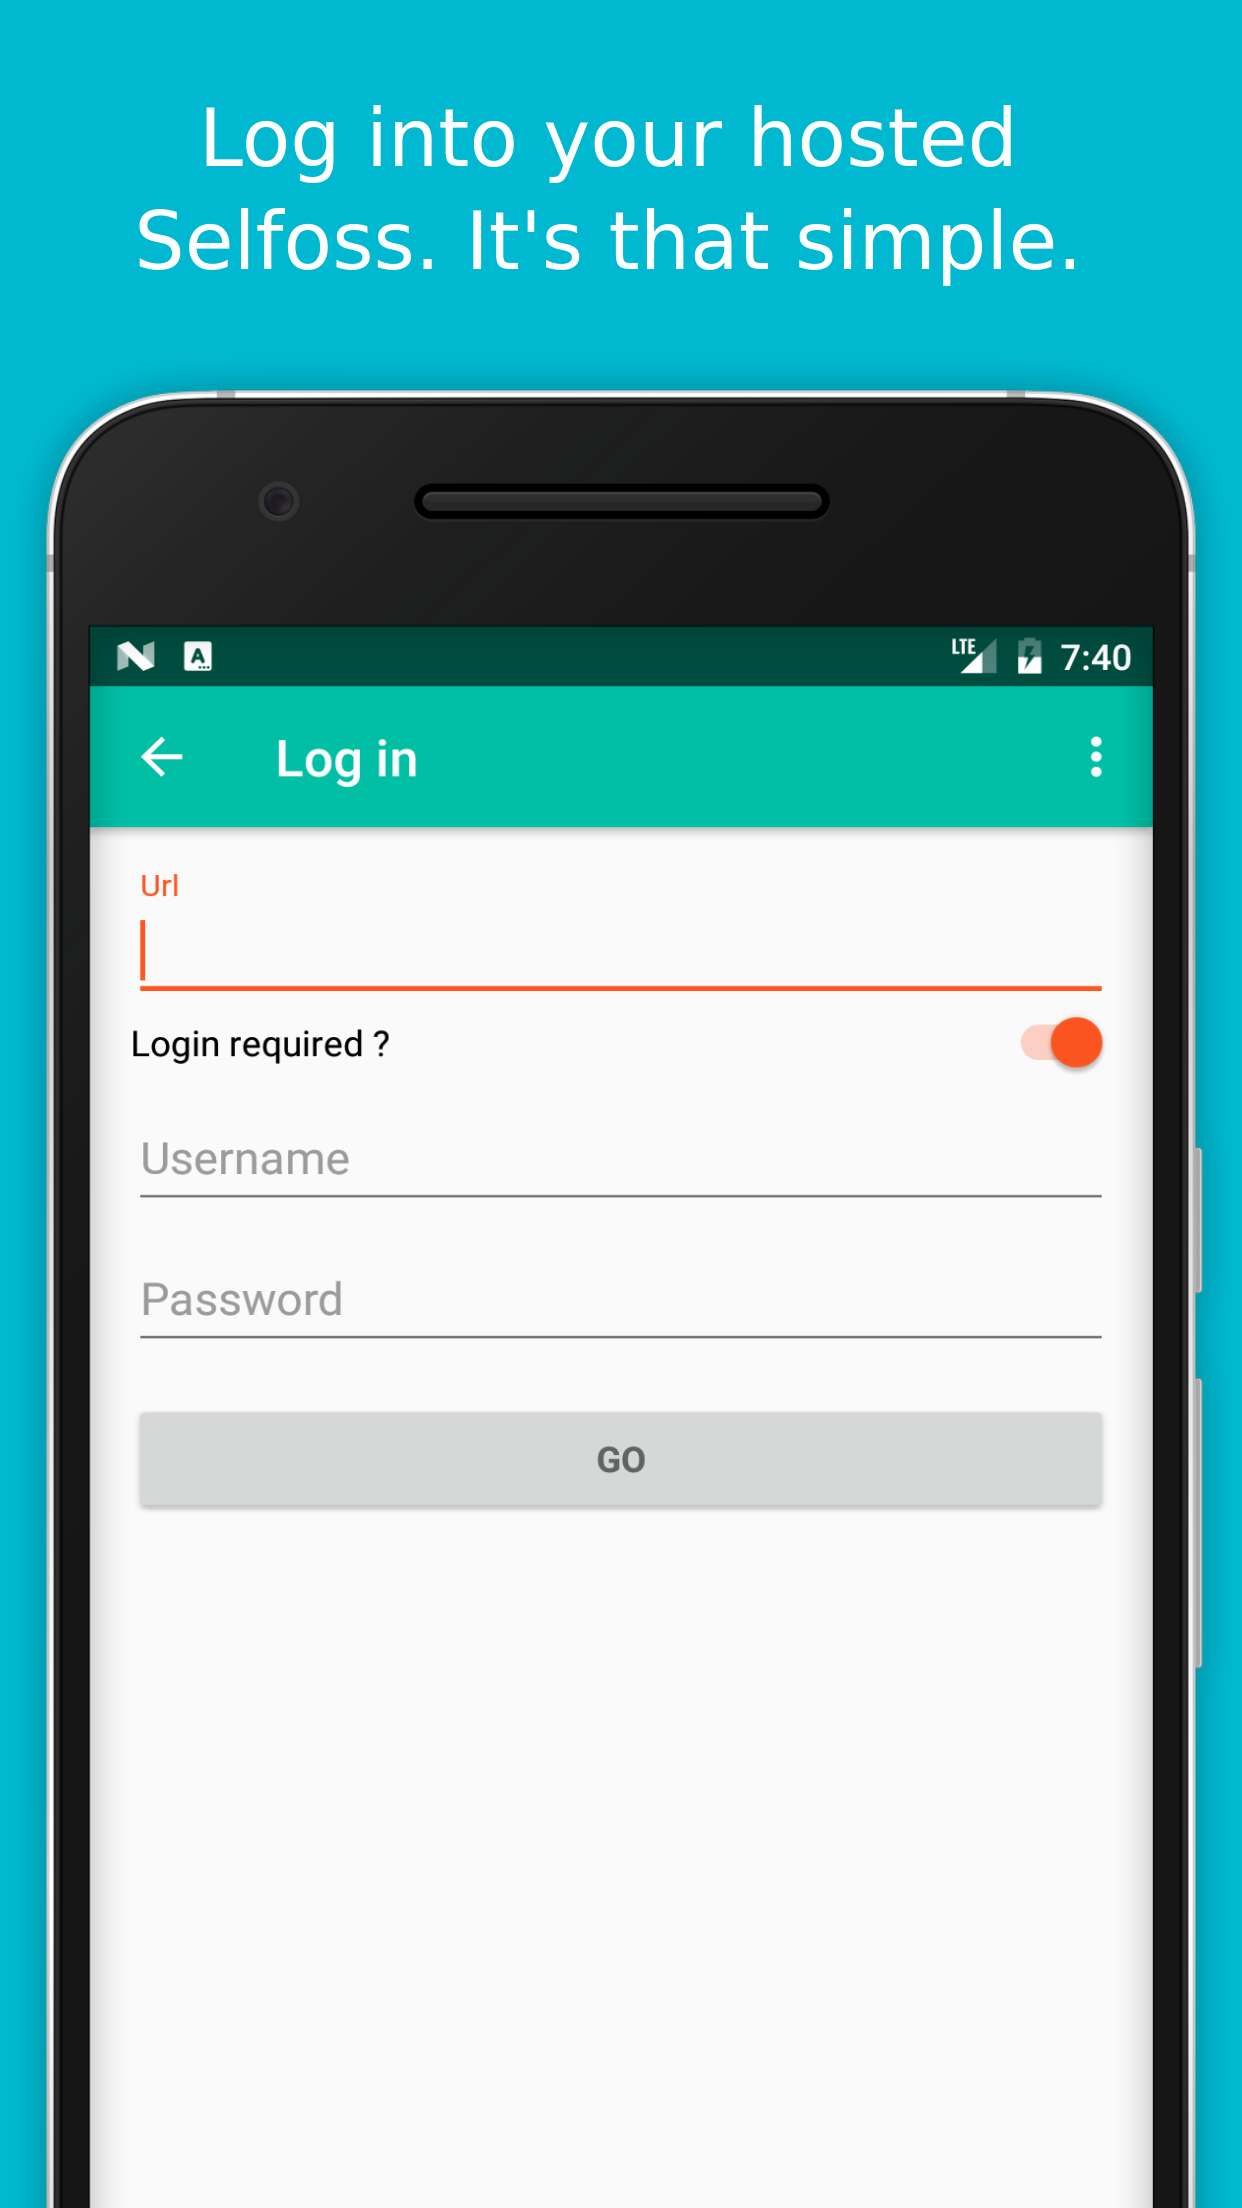 Log into your hosted
Selfoss. It's that simple.
LTE 7:40
Log in
Url
Login required ?
Username
Password
GO